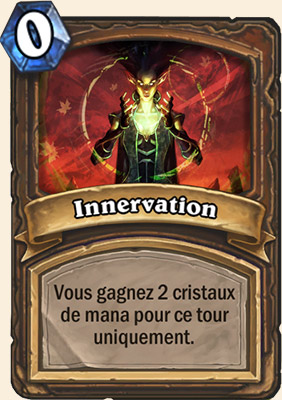 0
Innervation
Vous gagnez 2 cristaux
de mana pour ce tour
uniquement.